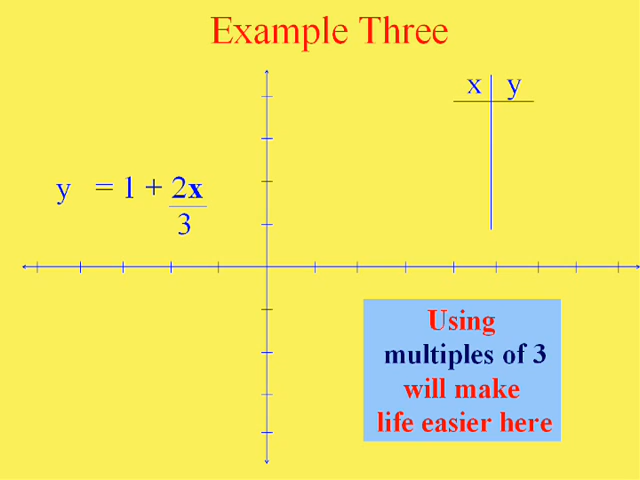 Example Three
x y
y = 1 + 2x
3
Using
multiples of 3
will make
life easier here